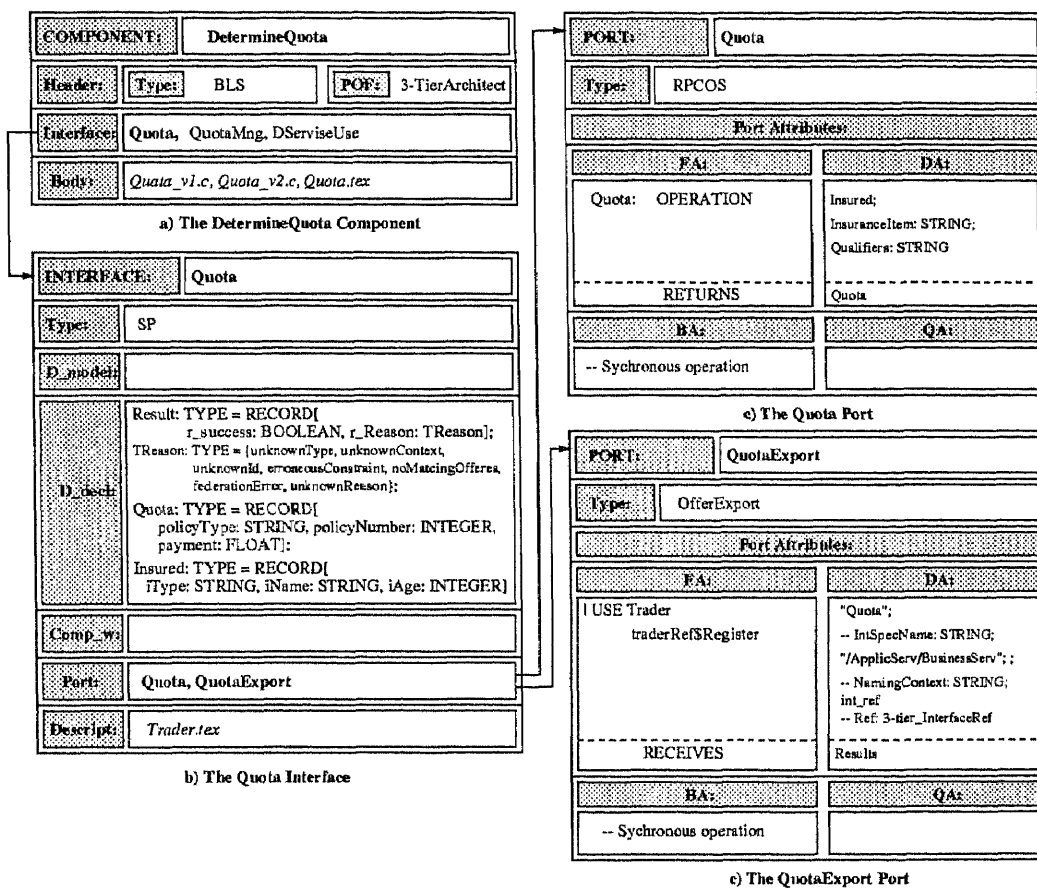 COMPONENT: DetermineQuota
Header: Type: BLS POF: 3-TierArchitect
Interface: Quota, QuotaMng, DServiseUse
Body: Quata_v1.c, Quota_v2.c, Quota.tex
a) The DetermineQuota Component
INTERFACE: Quota
Type: SP
D_model:
D_decl:
Result: TYPE = RECORD[
r_success: BOOLEAN, r_Reason: TReason];
TReason: TYPE = {unknownType, unknownContext,
unknownId, erroneousConstraint, noMatcingOfferes,
federationError, unknownReason};
Quota: TYPE = RECORD[
policyType: STRING, policyNumber: INTEGER,
payment: FLOAT];
Insured: TYPE = RECORD[
iType: STRING, iName: STRING, iAge: INTEGER]
Comp_w:
Port: Quota, QuotaExport
Descript: Trader.tex
b) The Quota Interface
PORT: Quota
Type: RPCOS
Port Attributes:
FA: DA:
Quota: OPERATION
Insured;
InsuranceItem: STRING;
Qualifiers: STRING
RETURNS Quota
BA: QA:
-- Sychronous operation
c) The Quota Port
PORT: QuotaExport
Type: OfferExport
Port Attributes:
FA: DA:
| USE Trader
traderRef$Register
"Quota";
-- IntSpecName: STRING;
"/ApplicServ/BusinessServ"; ;
-- NamingContext: STRING;
int_ref
-- Ref: 3-tier_InterfaceRef
RECEIVES Results
BA: QA:
-- Sychronous operation
c) The QuotaExport Port